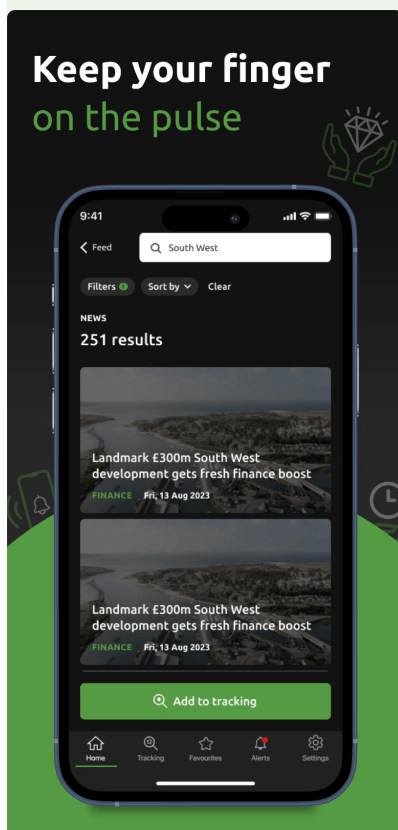 Keep your finger
on the pulse
9:41
Feed
South West
Filters
Sort by
Clear
NEWS
251 results
Landmark £300m South West
development gets fresh finance boost
FINANCE Fri, 13 Aug 2023
Landmark £300m South West
development gets fresh finance boost
FINANCE Fri, 13 Aug 2023
Add to tracking
Home
Tracking
Favourites
Alerts
Settings